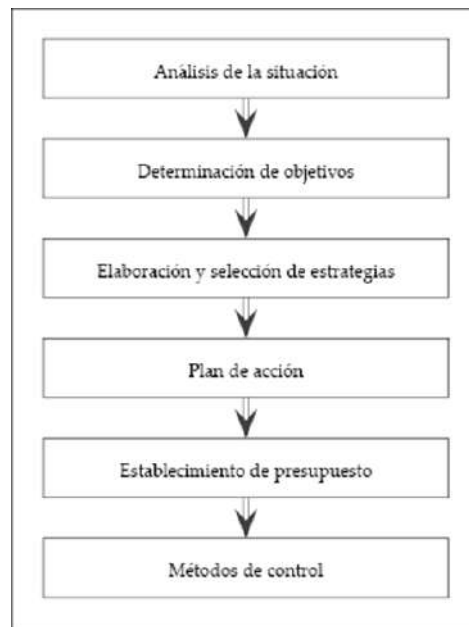 Análisis de la situación
Determinación de objetivos
Elaboración y selección de estrategias
Plan de acción
Establecimiento de presupuesto
Métodos de control